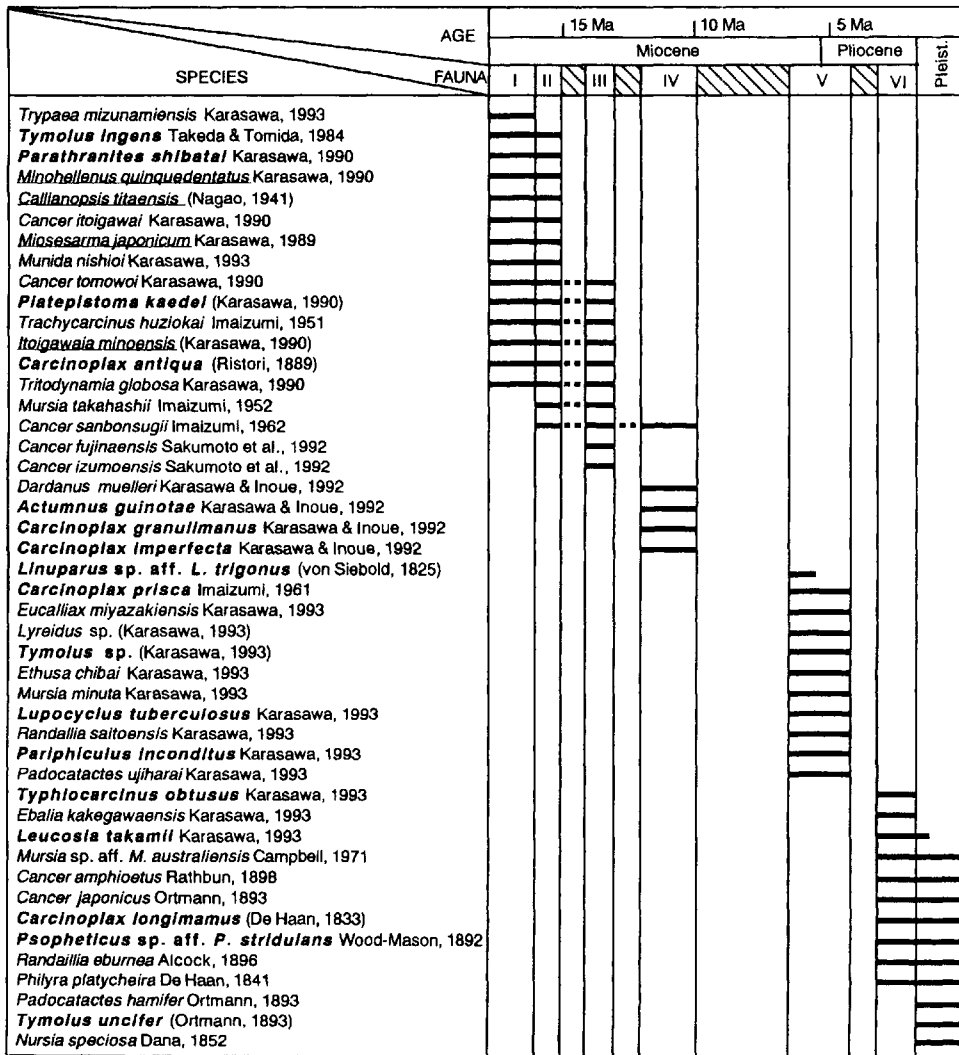 AGE
15 Ma 10 Ma 5 Ma
Miocene Pliocene Pleist.
SPECIES FAUNA I II III IV V VI
Trypaea mizunamiensis Karasawa, 1993
Tymolus ingens Takeda & Tomida, 1984
Parathranites shibatai Karasawa, 1990
Minohellenus quinquedentatus Karasawa, 1990
Callianopsis titaensis (Nagao, 1941)
Cancer itoigawai Karasawa, 1990
Miosesarma japonicum Karasawa, 1989
Munida nishioi Karasawa, 1993
Cancer tomowoi Karasawa, 1990
Platepistoma kaedei (Karasawa, 1990)
Trachycarcinus huziokai Imaizumi, 1951
Itoigawaia minoensis (Karasawa, 1990)
Carcinoplax antiqua (Ristori, 1889)
Tritodynamia globosa Karasawa, 1990
Mursia takahashii Imaizumi, 1952
Cancer sanbonsugii Imaizumi, 1962
Cancer fujinaensis Sakumoto et al., 1992
Cancer izumoensis Sakumoto et al., 1992
Dardanus muelleri Karasawa & Inoue, 1992
Actumnus guinotae Karasawa & Inoue, 1992
Carcinoplax granulimanus Karasawa & Inoue, 1992
Carcinoplax imperfecta Karasawa & Inoue, 1992
Linuparus sp. aff. L. trigonus (von Siebold, 1825)
Carcinoplax prisca Imaizumi, 1961
Eucalliax miyazakiensis Karasawa, 1993
Lyreidus sp. (Karasawa, 1993)
Tymolus sp. (Karasawa, 1993)
Ethusa chibai Karasawa, 1993
Mursia minuta Karasawa, 1993
Lupocyclus tuberculosus Karasawa, 1993
Randallia saitoensis Karasawa, 1993
Pariphiculus inconditus Karasawa, 1993
Padocatactes ujiharai Karasawa, 1993
Typhlocarcinus obtusus Karasawa, 1993
Ebalia kakegawaensis Karasawa, 1993
Leucosia takamii Karasawa, 1993
Mursia sp. aff. M. australiensis Campbell, 1971
Cancer amphioetus Rathbun, 1898
Cancer japonicus Ortmann, 1893
Carcinoplax longimamus (De Haan, 1833)
Psopheticus sp. aff. P. stridulans Wood-Mason, 1892
Randaillia eburnea Alcock, 1896
Philyra platycheira De Haan, 1841
Padocatactes hamifer Ortmann, 1893
Tymolus uncifer (Ortmann, 1893)
Nursia speciosa Dana, 1852